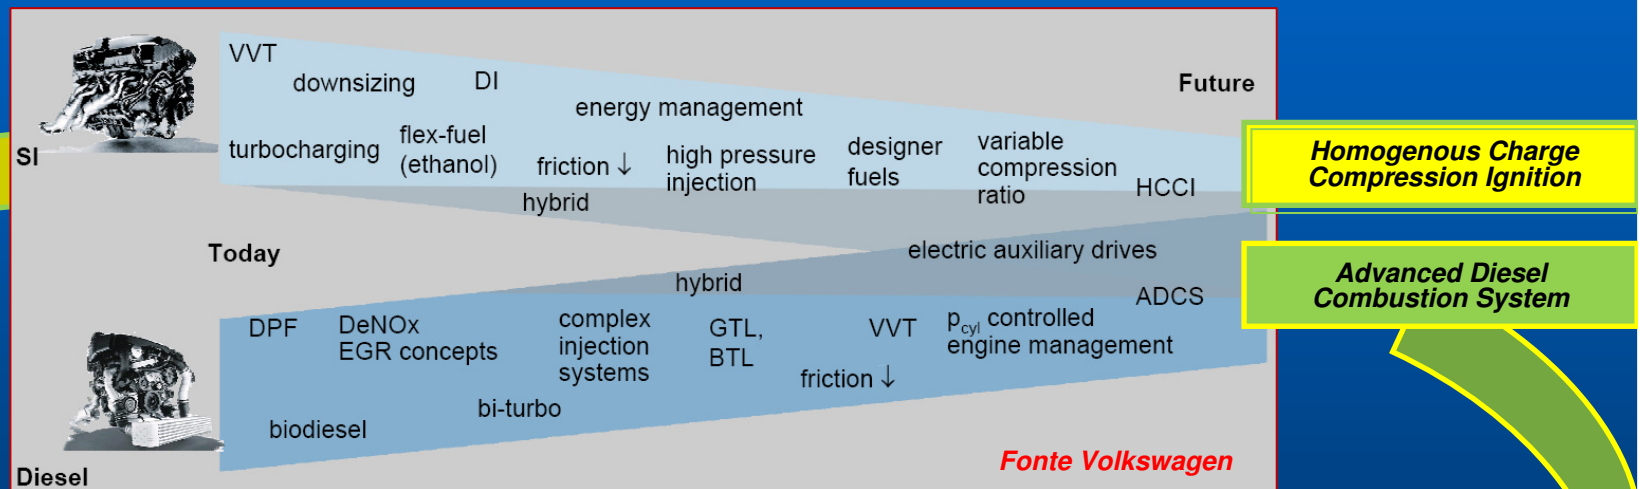 VVT
downsizing
DI
energy management
Future
SI
turbocharging
flex-fuel
(ethanol)
friction ↓
high pressure
injection
designer
fuels
variable
compression
ratio
HCCI
hybrid
Homogenous Charge
Compression Ignition
Today
electric auxiliary drives
hybrid
ADCS
Advanced Diesel
Combustion System
DPF
DeNOx
EGR concepts
complex
injection
systems
GTL,
BTL
VVT
pcyl controlled
engine management
friction ↓
bi-turbo
biodiesel
Diesel
Fonte Volkswagen